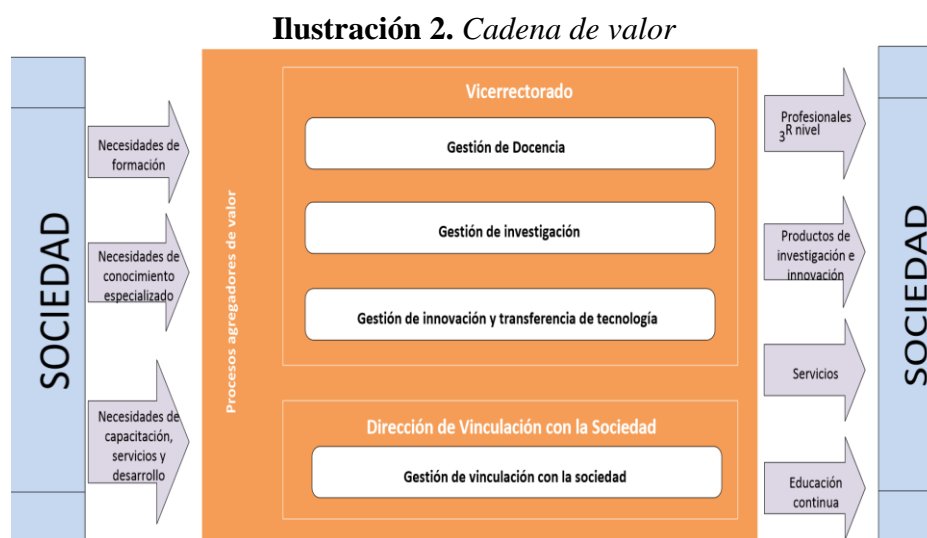 Ilustración 2. Cadena de valor
SOCIEDAD
Necesidades de
formación
Necesidades de
conocimiento
especializado
Necesidades de
capacitación,
servicios y
desarrollo
Procesos agregadores de valor
Vicerrectorado
Gestión de Docencia
Gestión de investigación
Gestión de innovación y transferencia de tecnología
Dirección de Vinculación con la Sociedad
Gestión de vinculación con la sociedad
Profesionales
3R nivel
Productos de
investigación e
innovación
Servicios
Educación
continua
SOCIEDAD